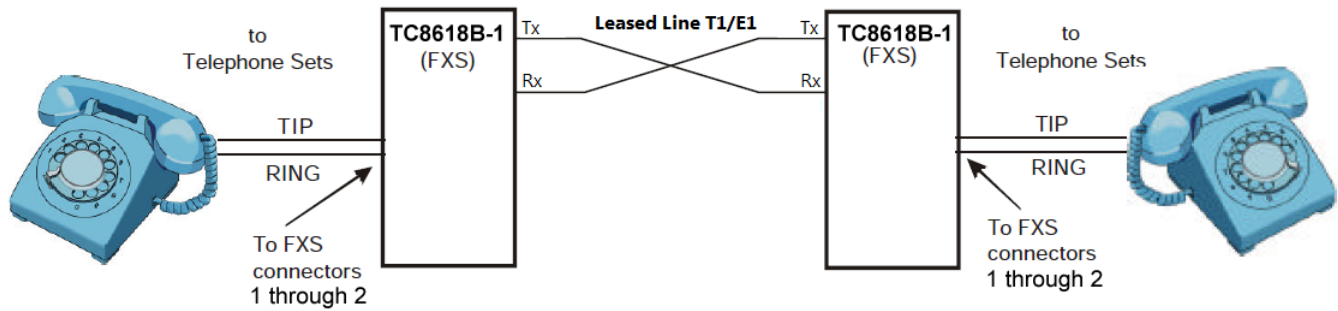 to
Telephone Sets
TIP
RING
To FXS
connectors
1 through 2
TC8618B-1
(FXS)
Tx
Rx
Leased Line T1/E1
Tx
Rx
TC8618B-1
(FXS)
to
Telephone Sets
TIP
RING
To FXS
connectors
1 through 2